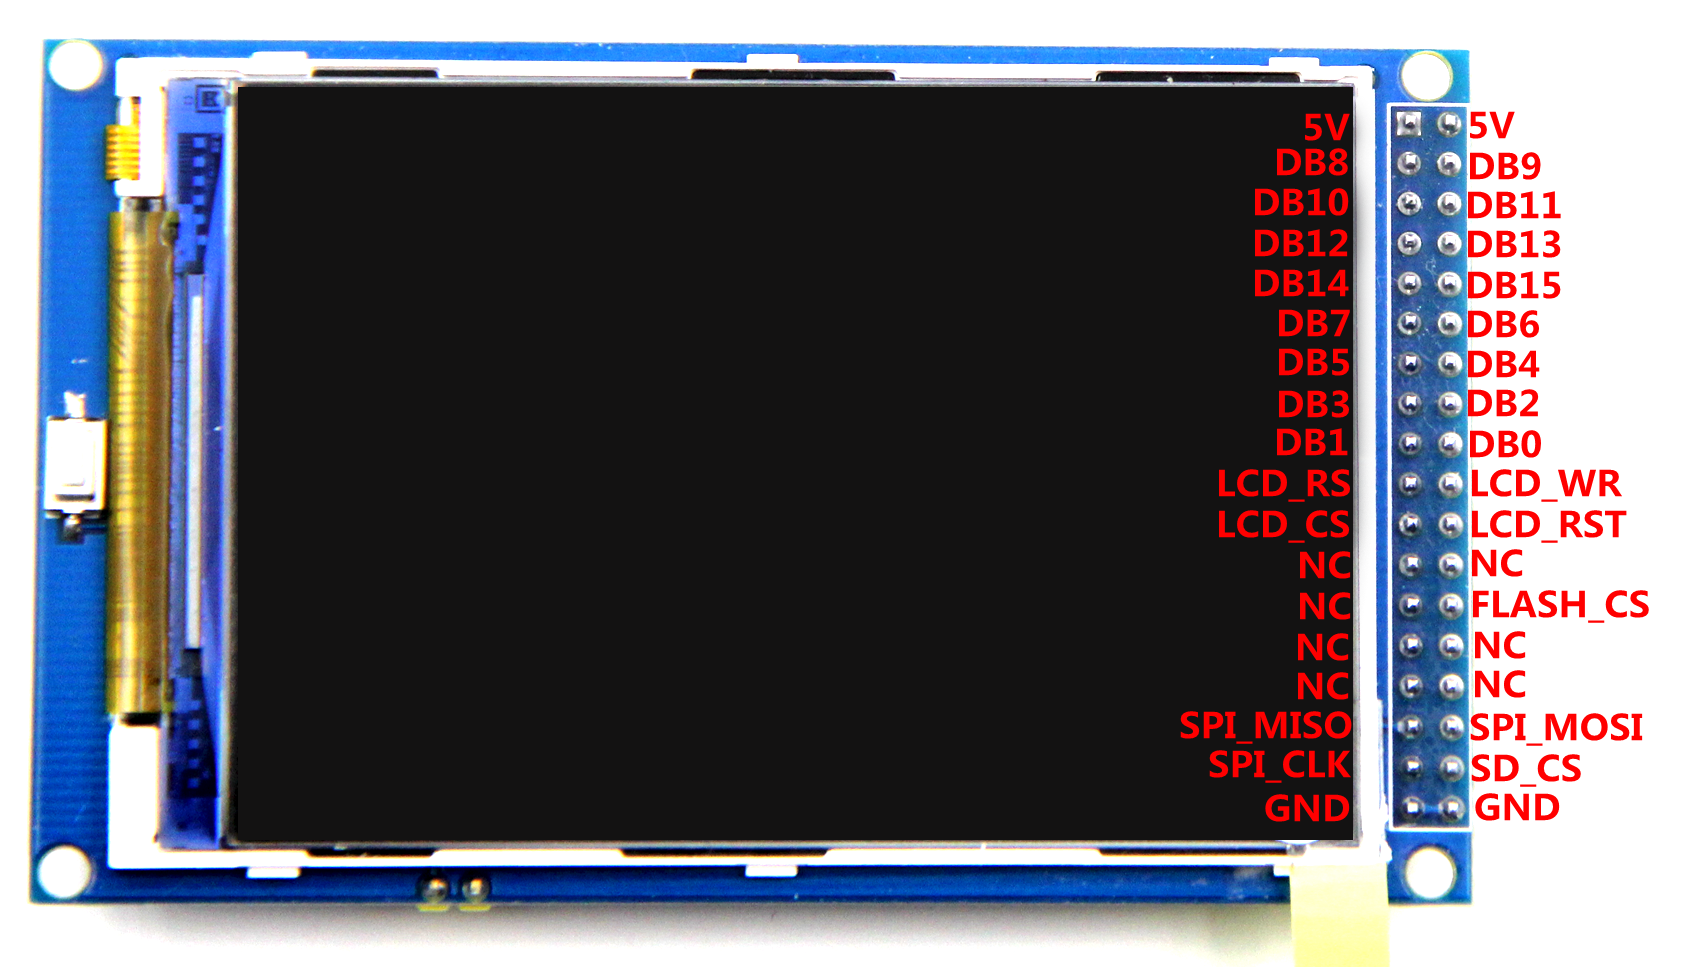 5V 5V
DB8 DB9
DB10 DB11
DB12 DB13
DB14 DB15
DB7 DB6
DB5 DB4
DB3 DB2
DB1 DB0
LCD_RS LCD_WR
LCD_CS LCD_RST
NC NC
NC FLASH_CS
NC NC
NC NC
SPI_MISO SPI_MOSI
SPI_CLK SD_CS
GND GND